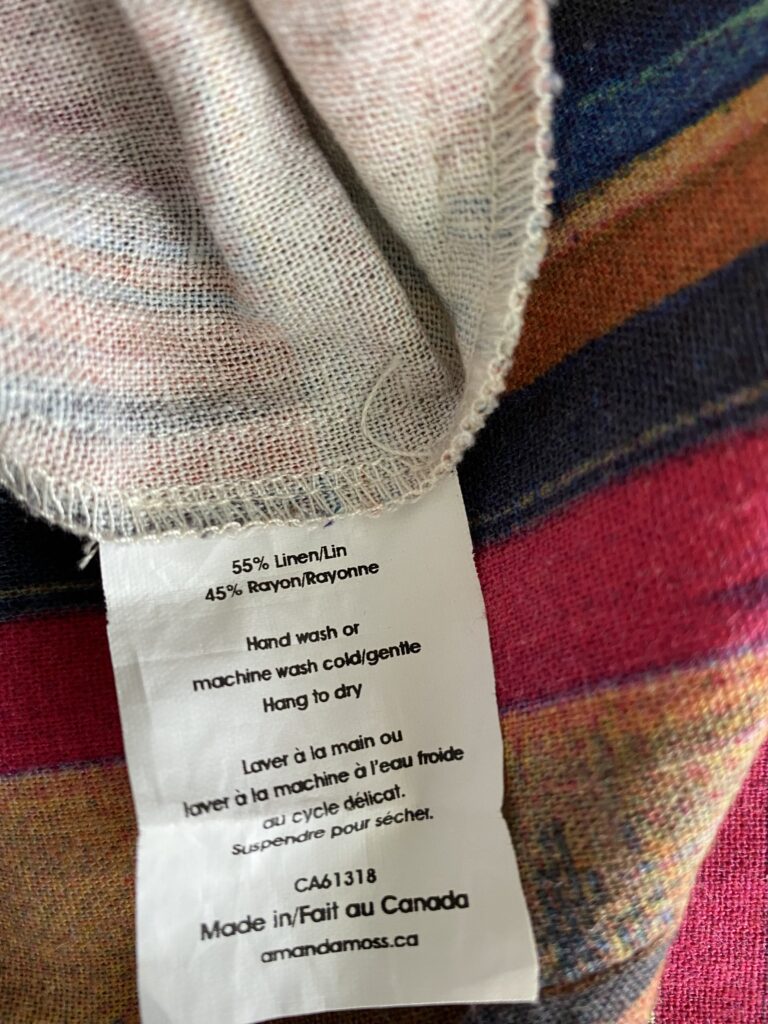 55% Linen/Lin
45% Rayon/Rayonne
Hand wash or
machine wash cold/gentle
Hang to dry
Laver à la main ou
laver à la machine à l'eau froide
au cycle délicat.
Suspendre pour sécher.
CA61318
Made in/Fait au Canada
amandamoss.ca